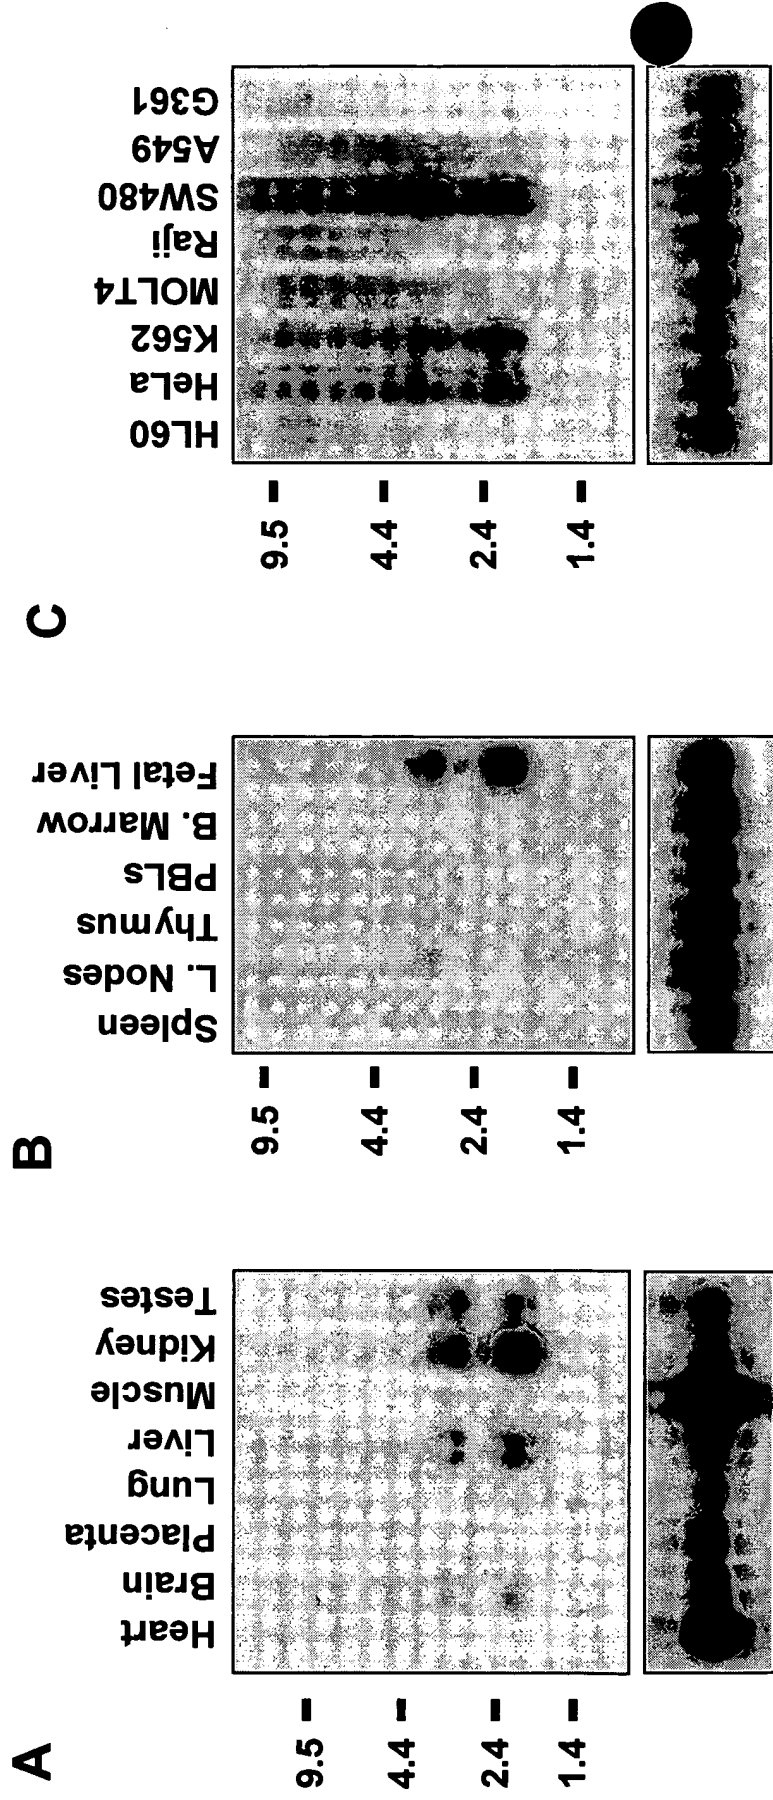 A
Heart
Brain
Placenta
Lung
Liver
Muscle
Kidney
Testes
9.5
4.4
2.4
1.4
B
Spleen
L. Nodes
Thymus
PBLs
B. Marrow
Fetal Liver
9.5
4.4
2.4
1.4
C
HL60
HeLa
K562
MOLT4
Raji
SW480
A549
G361
9.5
4.4
2.4
1.4